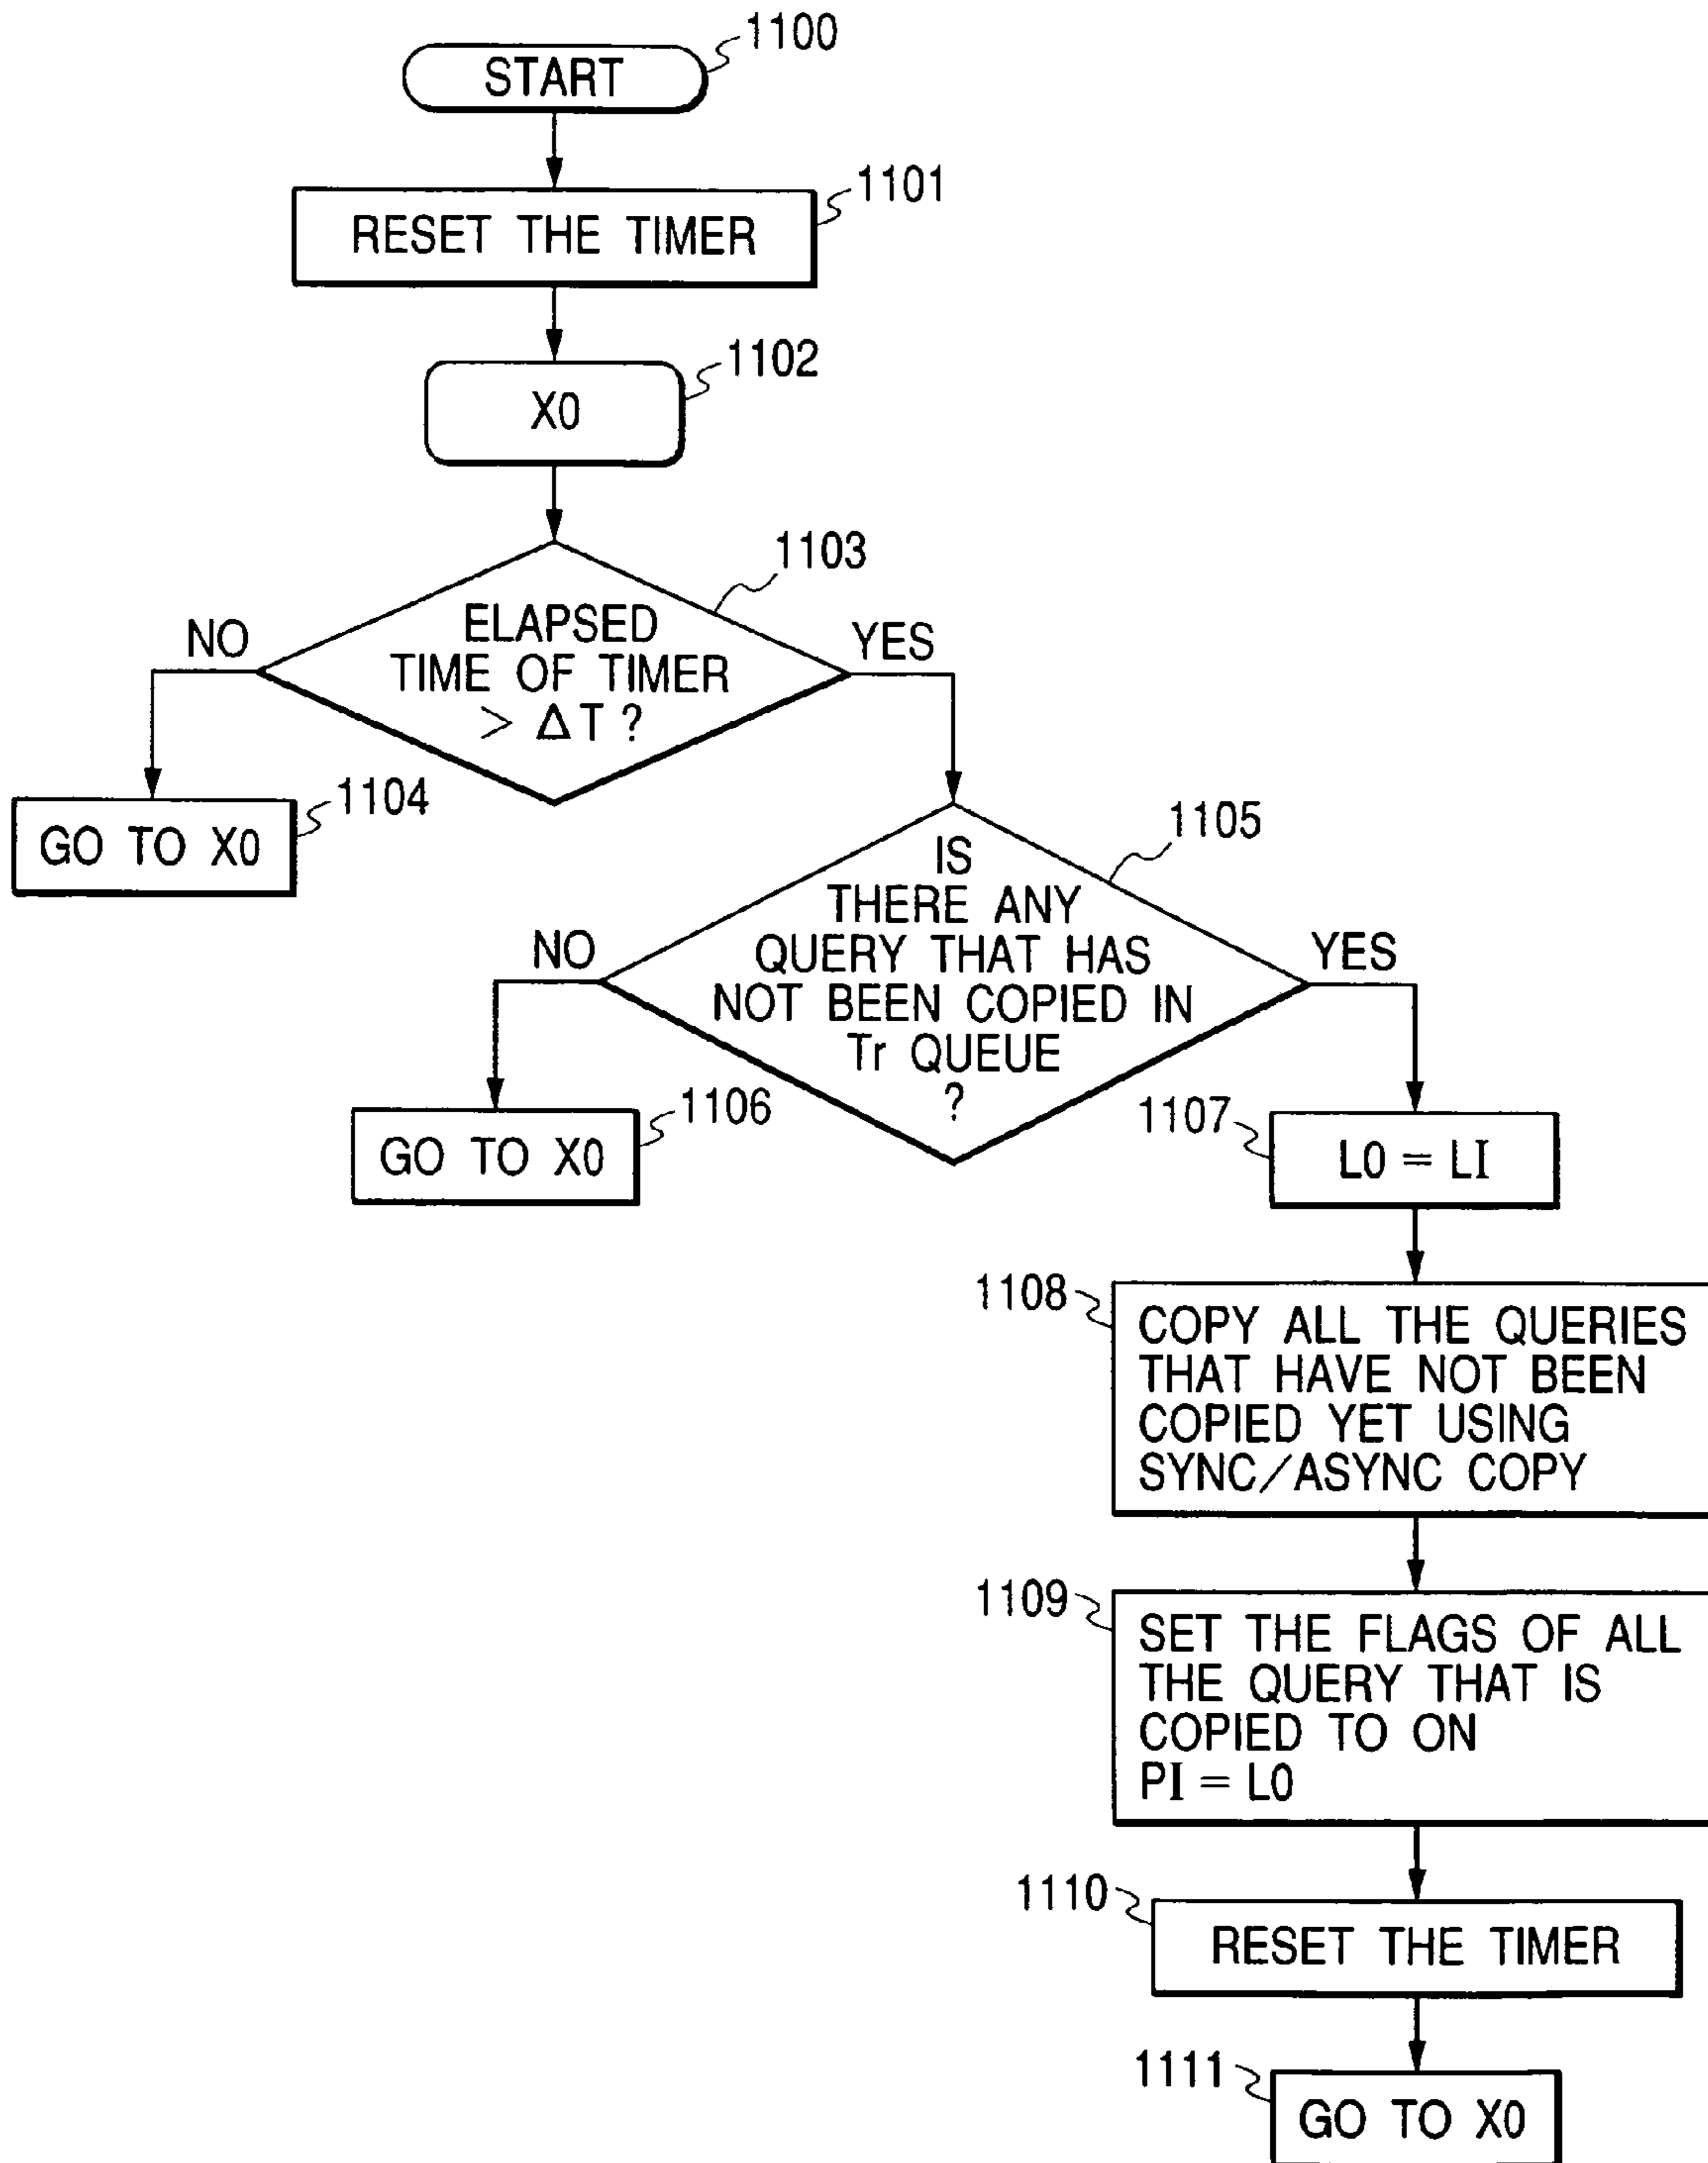 1100
START
1101
RESET THE TIMER
1102
X0
1103
ELAPSED
TIME OF TIMER
> ΔT ?
NO
YES
1104
GO TO X0
1105
IS
THERE ANY
QUERY THAT HAS
NOT BEEN COPIED IN
Tr QUEUE
?
NO
YES
1106
GO TO X0
1107
L0 = LI
1108
COPY ALL THE QUERIES
THAT HAVE NOT BEEN
COPIED YET USING
SYNC/ASYNC COPY
1109
SET THE FLAGS OF ALL
THE QUERY THAT IS
COPIED TO ON
PI = L0
1110
RESET THE TIMER
1111
GO TO X0